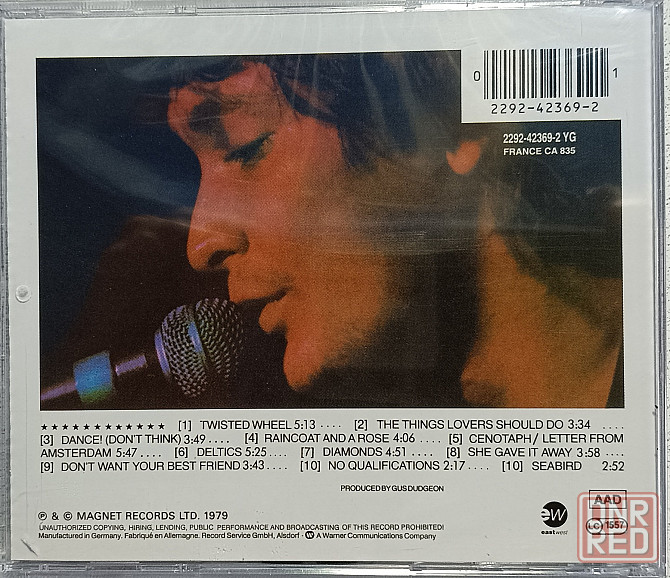 0 1
2292-42369-2
2292-42369-2 YG
FRANCE CA 835
★★★★★★★★★★★★ [1] TWISTED WHEEL 5:13 .... [2] THE THINGS LOVERS SHOULD DO 3:34 ....
[3] DANCE! (DON'T THINK) 3:49 .... [4] RAINCOAT AND A ROSE 4:06 .... [5] CENOTAPH / LETTER FROM
AMSTERDAM 5:47 .... [6] DELTICS 5:25 .... [7] DIAMONDS 4:51 .... [8] SHE GAVE IT AWAY 3:58 ....
[9] DON'T WANT YOUR BEST FRIEND 3:43 .... [10] NO QUALIFICATIONS 2:17 .... [10] SEABIRD 2:52
PRODUCED BY GUS DUDGEON
℗ & © MAGNET RECORDS LTD. 1979
UNAUTHORIZED COPYING, HIRING, LENDING, PUBLIC PERFORMANCE AND BROADCASTING OF THIS RECORD PROHIBITED!
Manufactured in Germany. Fabriqué en Allemagne. Record Service GmbH, Alsdorf · A Warner Communications Company
ew
eastwest
AAD
LC 1557
UNR
RED